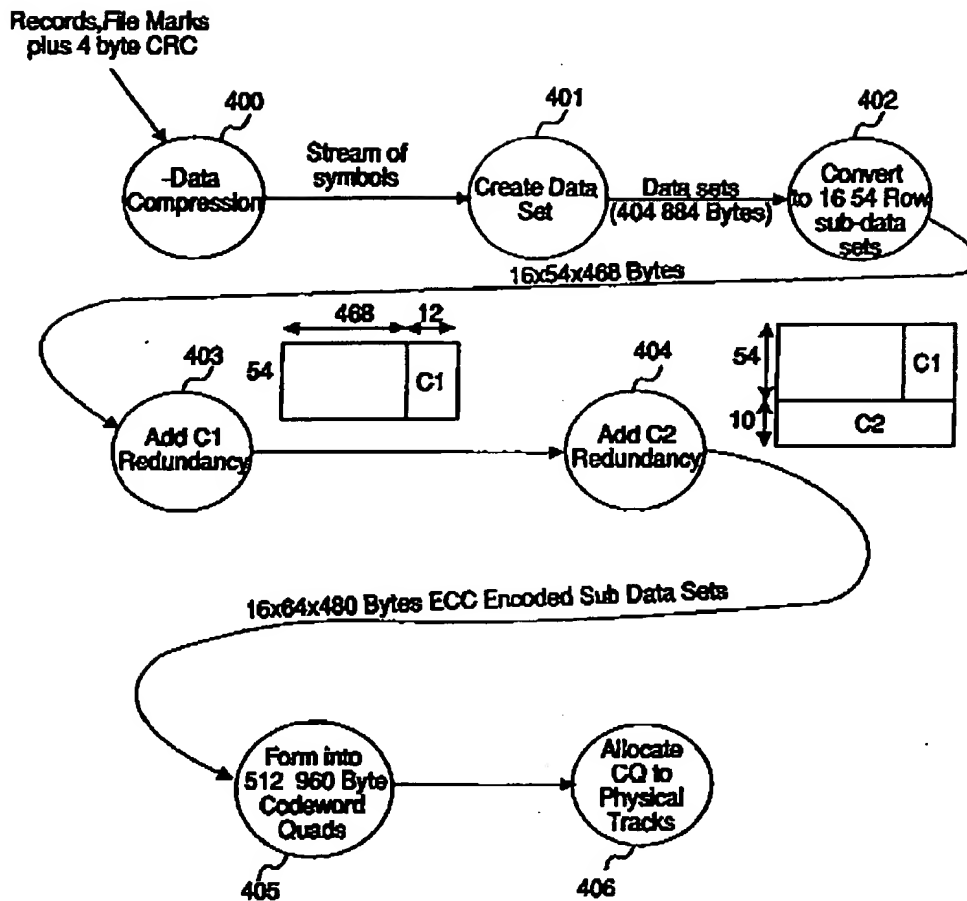 Records,File Marks
plus 4 byte CRC
400
-Data
Compression
Stream of
symbols
401
Create Data
Set
Data sets
(404 884 Bytes)
402
Convert
to 16 54 Row
sub-data
sets
16x54x468 Bytes
403
Add C1
Redundancy
468
12
54
C1
404
Add C2
Redundancy
54
C1
10
C2
16x64x480 Bytes ECC Encoded Sub Data Sets
Form into
512 960 Byte
Codeword
Quads
405
Allocate
CQ to
Physical
Tracks
406